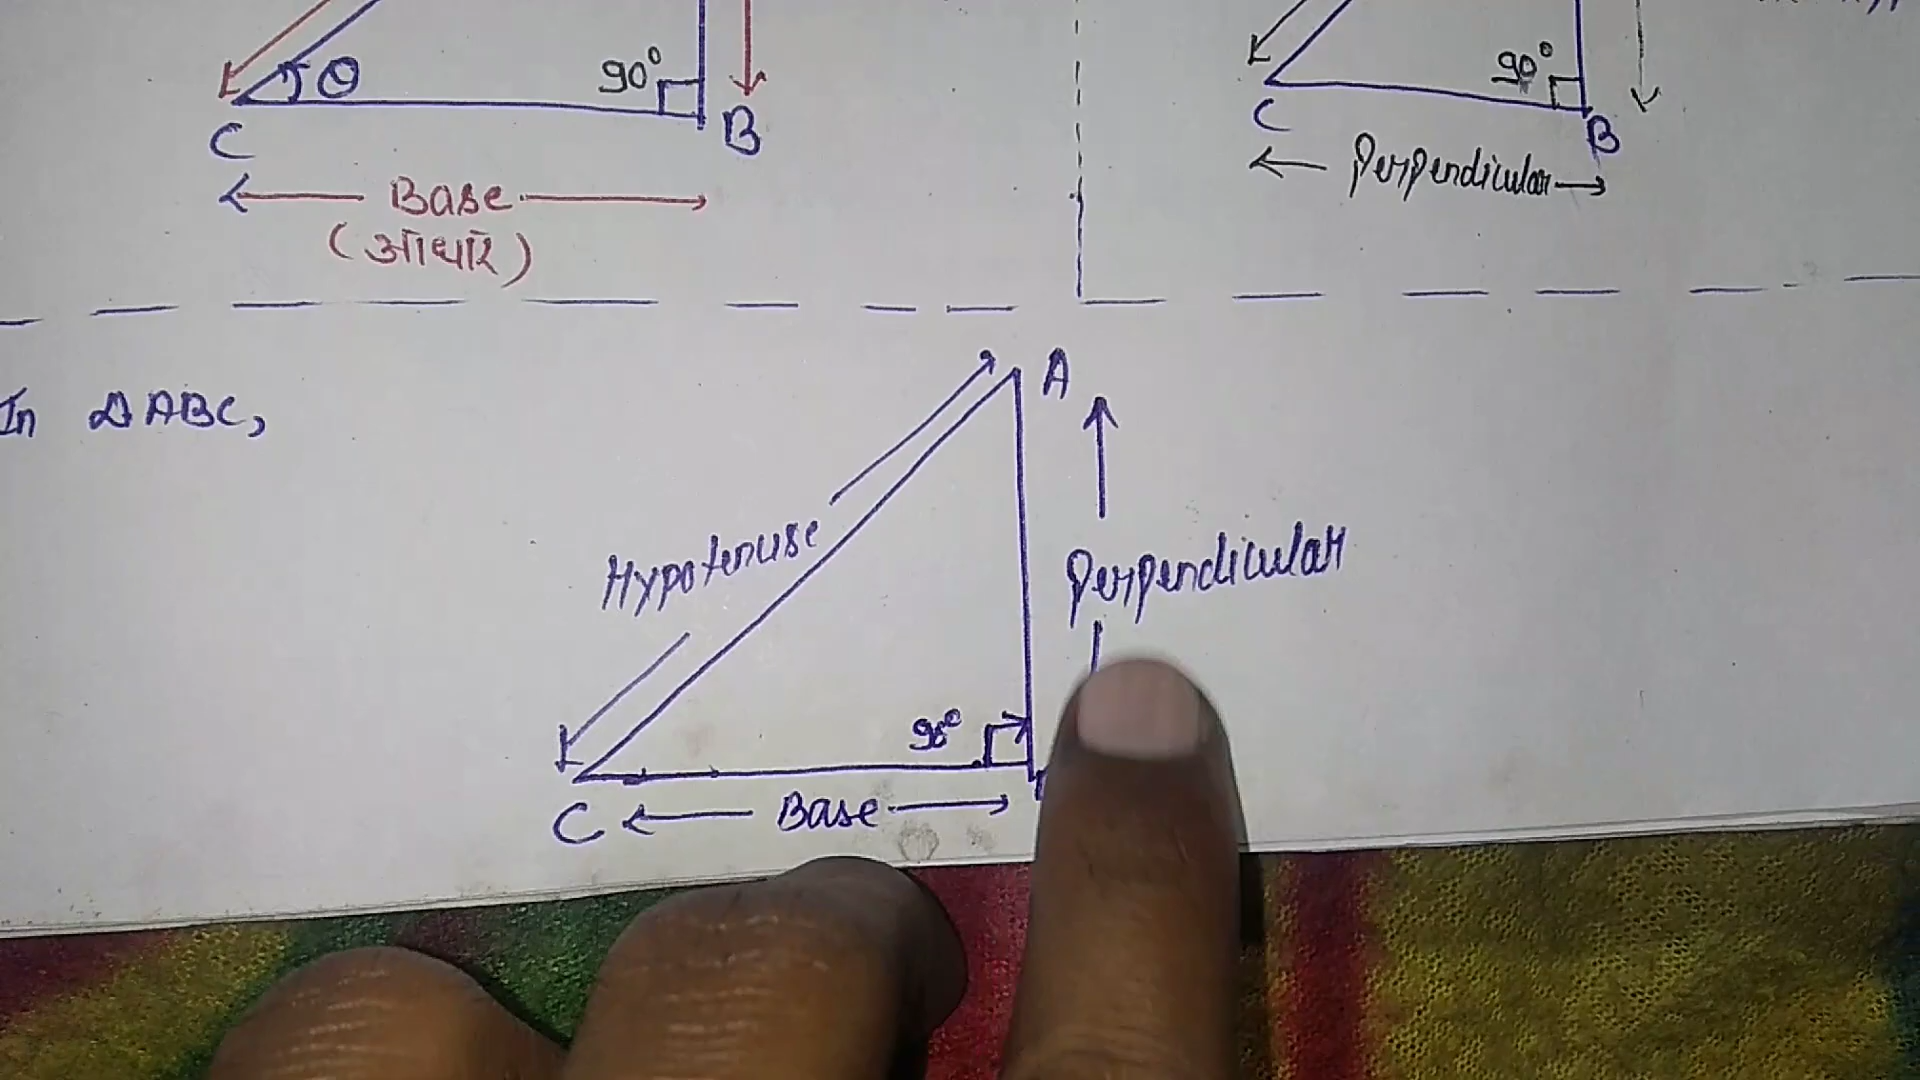 θ 90°
C B
Base
(आधार)
90°
C B
Perpendicular
In ΔABC,
A
Hypotenuse
Perpendicular
90°
C Base